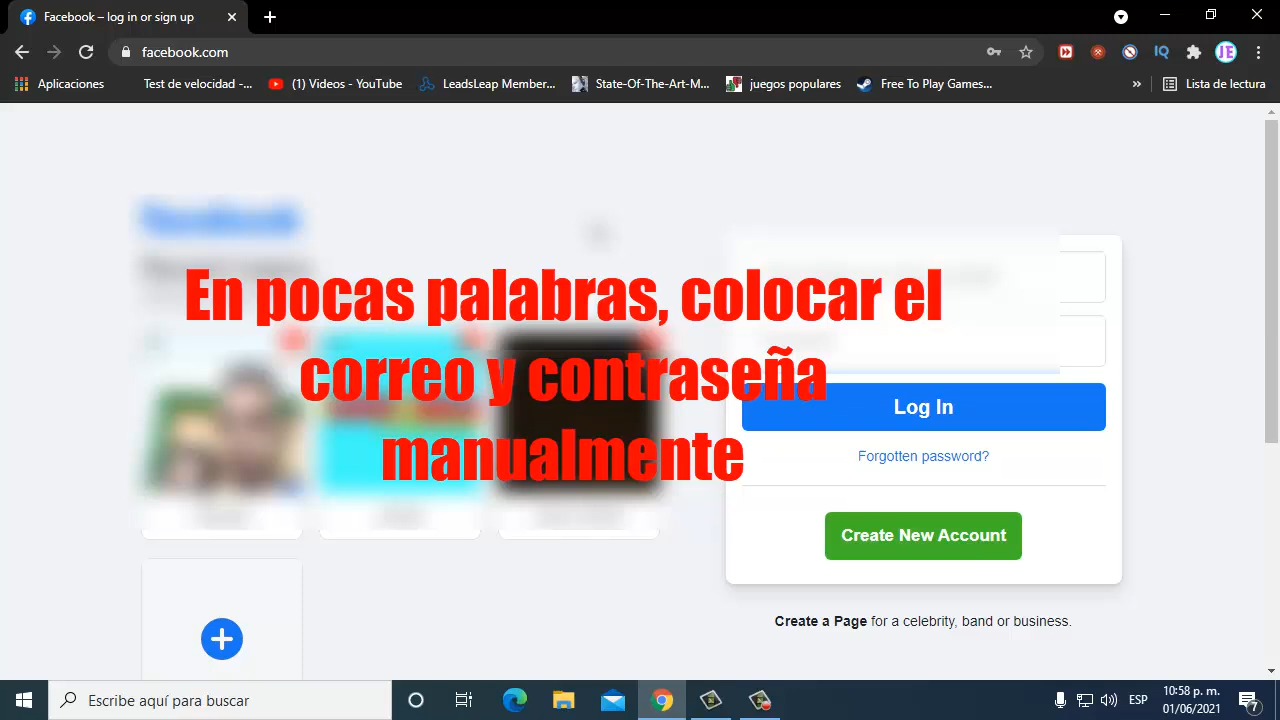 Facebook – log in or sign up
facebook.com
IQ
JE
Aplicaciones
Test de velocidad -...
(1) Videos - YouTube
LeadsLeap Member...
State-Of-The-Art-M...
juegos populares
Free To Play Games...
»
Lista de lectura
En pocas palabras, colocar el
correo y contraseña
manualmente
Log In
Forgotten password?
Create New Account
Create a Page for a celebrity, band or business.
Escribe aquí para buscar
ESP
10:58 p. m.
01/06/2021
7